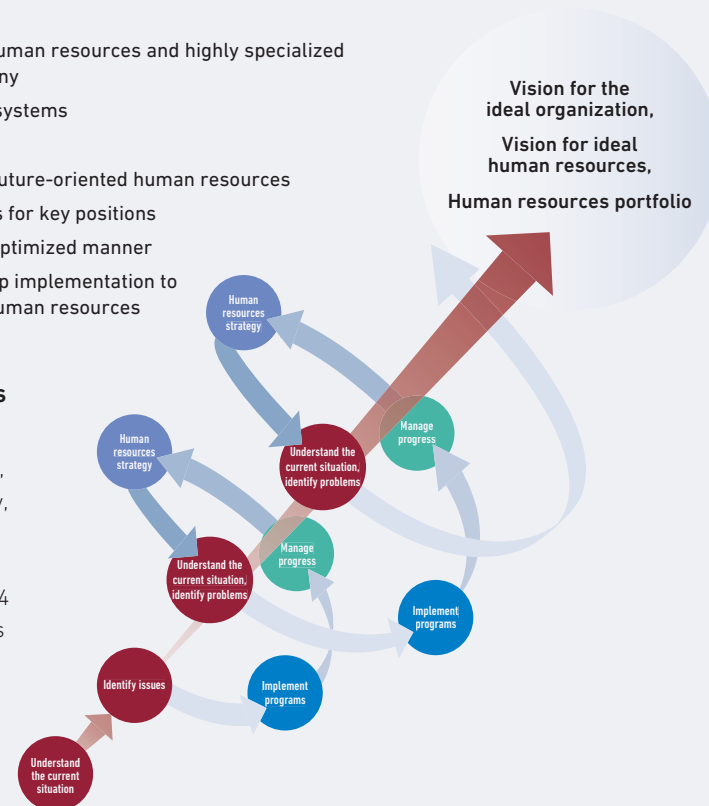 uman resources and highly specialized
ny
systems
uture-oriented human resources
s for key positions
ptimized manner
p implementation to
uman resources
s
,
,
4
s
Vision for the
ideal organization,
Vision for ideal
human resources,
Human resources portfolio
Human
resources
strategy
Manage
progress
Understand the
current situation,
identify problems
Human
resources
strategy
Manage
progress
Understand the
current situation,
identify problems
Implement
programs
Identify issues
Implement
programs
Understand
the current
situation